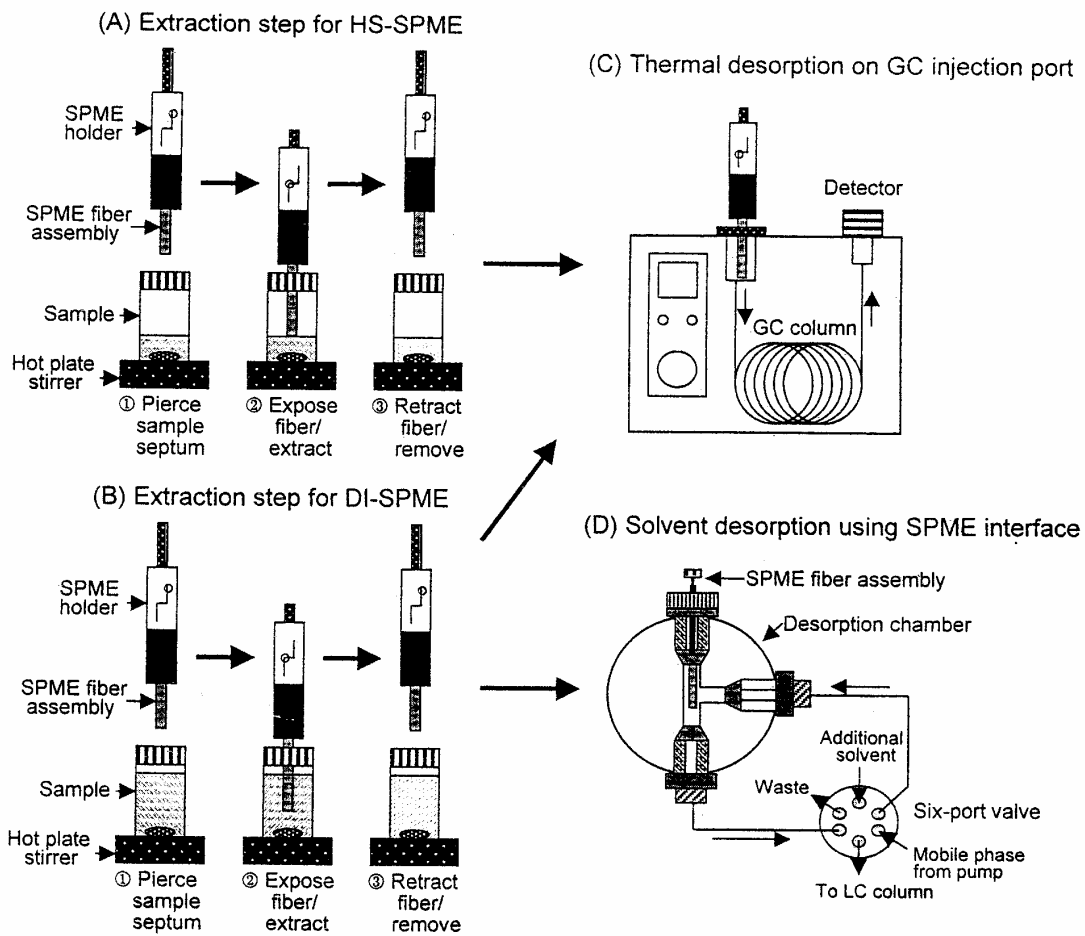 (A) Extraction step for HS-SPME
SPME
holder
SPME fiber
assembly
Sample
Hot plate
stirrer
① Pierce
sample
septum
② Expose
fiber/
extract
③ Retract
fiber/
remove
(B) Extraction step for DI-SPME
SPME
holder
SPME fiber
assembly
Sample
Hot plate
stirrer
① Pierce
sample
septum
② Expose
fiber/
extract
③ Retract
fiber/
remove
(C) Thermal desorption on GC injection port
Detector
GC column
(D) Solvent desorption using SPME interface
SPME fiber assembly
Desorption chamber
Additional
solvent
Waste
Six-port valve
Mobile phase
from pump
To LC column